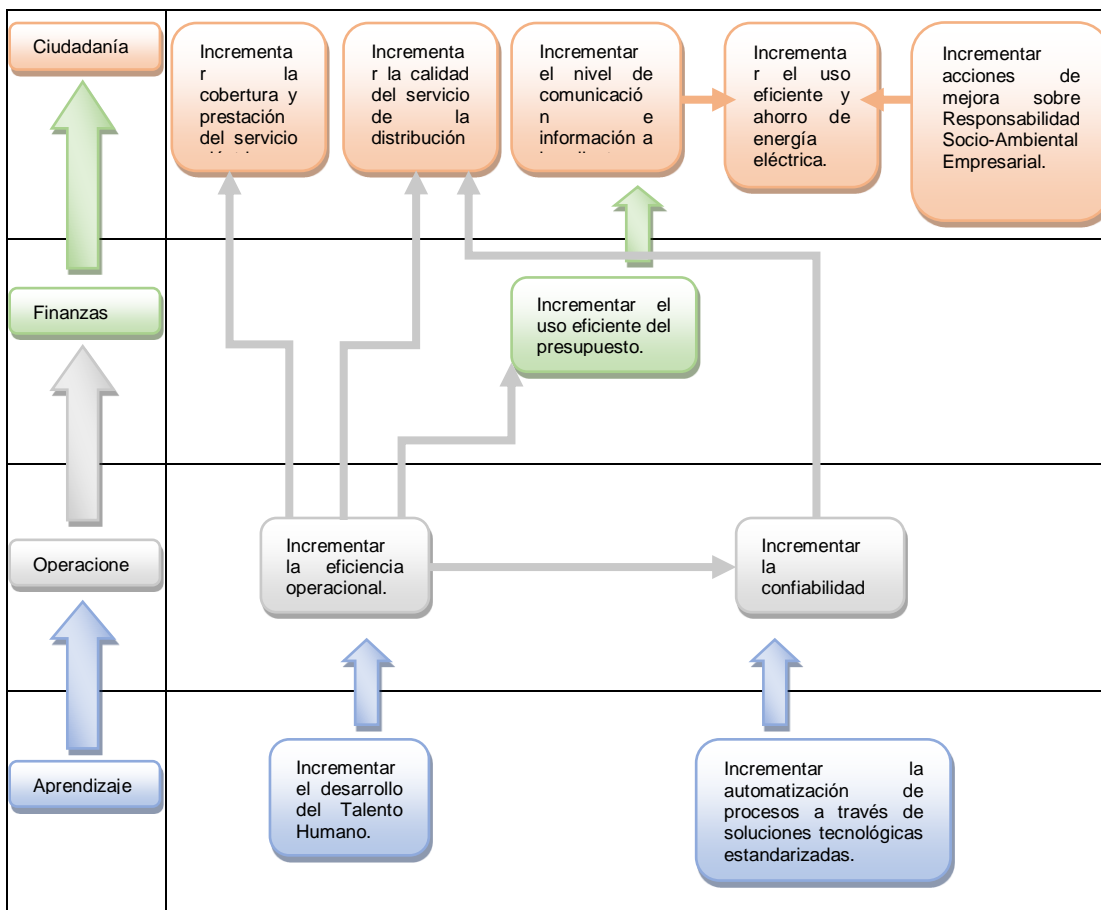 Ciudadanía
Incrementa
r la
cobertura y
prestación
del servicio
Incrementa
r la calidad
del servicio
de la
distribución
Incrementar
el nivel de
comunicació
n e
información a
Incrementa
r el uso
eficiente y
ahorro de
energía
eléctrica.
Incrementar
acciones de
mejora sobre
Responsabilidad
Socio-Ambiental
Empresarial.
Finanzas
Incrementar el
uso eficiente del
presupuesto.
Operacione
Incrementar
la eficiencia
operacional.
Incrementar
la
confiabilidad
Aprendizaje
Incrementar
el desarrollo
del Talento
Humano.
Incrementar la
automatización de
procesos a través de
soluciones tecnológicas
estandarizadas.